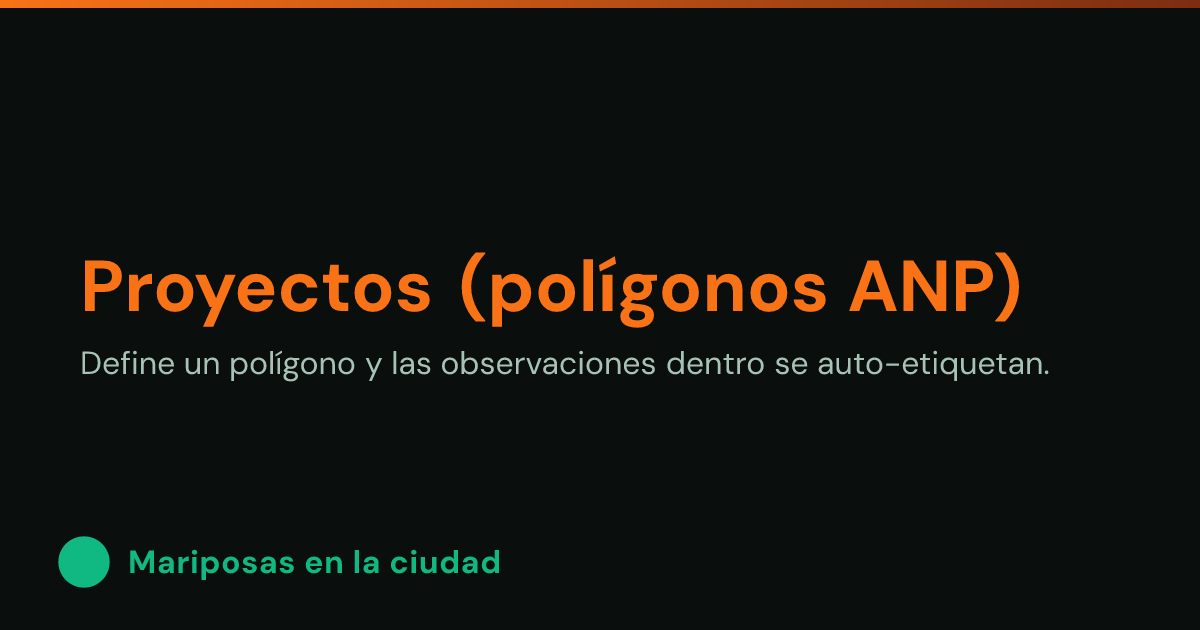 Proyectos (polígonos ANP)
Define un polígono y las observaciones dentro se auto-etiquetan.
Mariposas en la ciudad